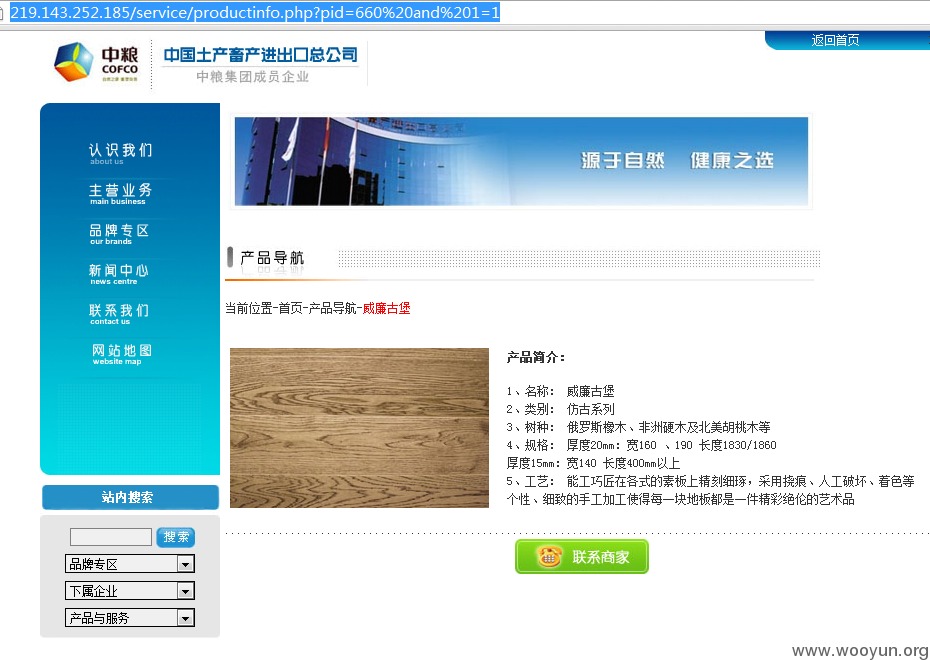 219.143.252.185/service/productinfo.php?pid=660%20and%201=1
返回首页
中粮
COFCO
自然之源 重塑你我
中国土产畜产进出口总公司
中粮集团成员企业
认识我们
about us
主营业务
main business
品牌专区
our brands
新闻中心
news centre
联系我们
contact us
网站地图
website map
源于自然 健康之选
产品导航
当前位置-首页-产品导航-威廉古堡
产品简介：
1、名称： 威廉古堡
2、类别： 仿古系列
3、树种： 俄罗斯橡木、非洲硬木及北美胡桃木等
4、规格： 厚度20mm：宽160 、190 长度1830/1860
厚度15mm：宽140 长度400mm以上
5、工艺： 能工巧匠在各式的素板上精刻细琢，采用挠痕、人工破坏、着色等
个性、细致的手工加工使得每一块地板都是一件精彩绝伦的艺术品
站内搜索
搜索
品牌专区
下属企业
产品与服务
联系商家
www.wooyun.org